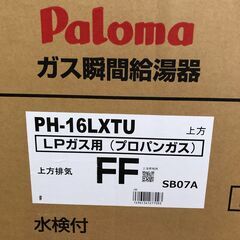 Paloma
ガス瞬間給湯器
PH-16LXTU 上方
LPガス用（プロパンガス）
上方排気 FF SB07A
水検付